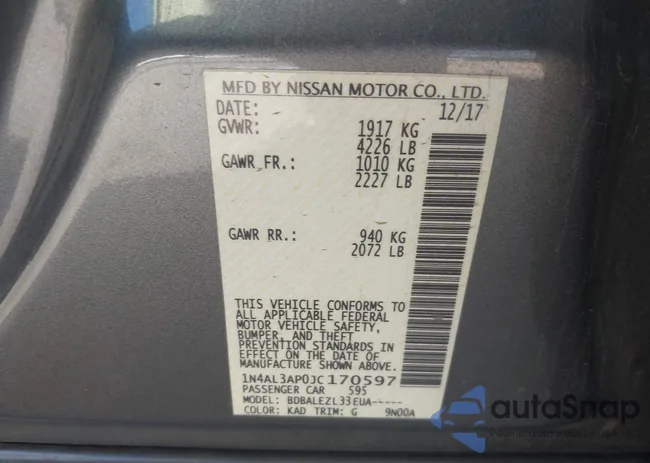 MFD BY NISSAN MOTOR CO., LTD.
DATE: 12/17
GVWR: 1917 KG
4226 LB
GAWR FR.: 1010 KG
2227 LB
GAWR RR.: 940 KG
2072 LB
THIS VEHICLE CONFORMS TO
ALL APPLICABLE FEDERAL
MOTOR VEHICLE SAFETY,
BUMPER, AND THEFT
PREVENTION STANDARDS IN
EFFECT ON THE DATE OF
MANUFACTURE SHOWN ABOVE.
1N4AL3AP0JC170597
PASSENGER CAR 595
MODEL: BDBALEZL33EUA-----
COLOR: KAD TRIM: G 9N00A
autoSnap
YOUR VEHICLE HISTORY